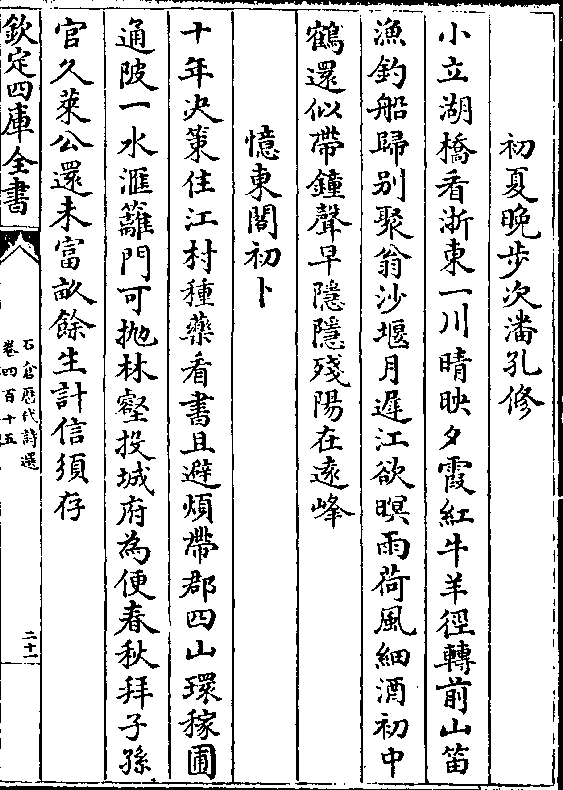 初夏晚步次潘孔修
小立湖橋看浙東一川晴映夕霞紅牛羊徑轉前山笛
漁釣船歸别聚翁沙堰月遲江欲暝雨荷風細酒初中
鶴還似帶鐘聲早隱隱殘陽在遠峰
憶東閣初卜
十年决策住江村種藥看書且避煩帶郡四山環稼圃
通陂一水滙籬門可抛林壑投城府為便春秋拜子孫
官久萊公還未富畝餘生計信須存
欽定四庫全書
石倉歴代詩選
卷四百十五
二十一